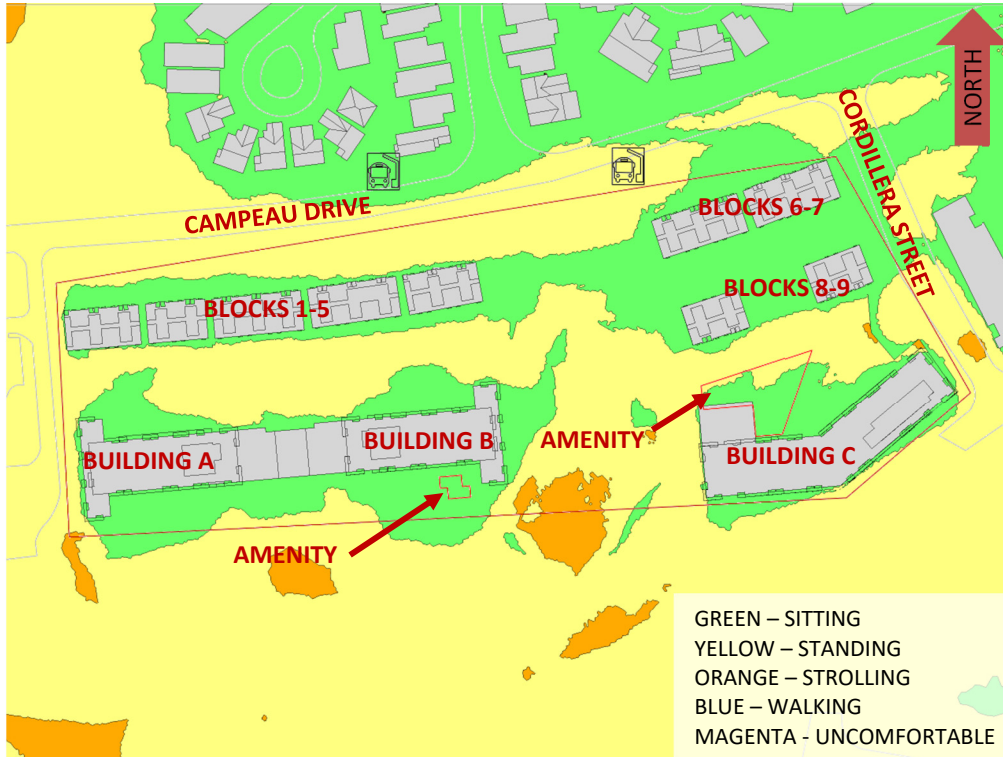 NORTH
CORDILLERA STREET
CAMPEAU DRIVE
BLOCKS 6-7
BLOCKS 8-9
BLOCKS 1-5
AMENITY
BUILDING B
BUILDING A
BUILDING C
AMENITY
GREEN – SITTING
YELLOW – STANDING
ORANGE – STROLLING
BLUE – WALKING
MAGENTA - UNCOMFORTABLE